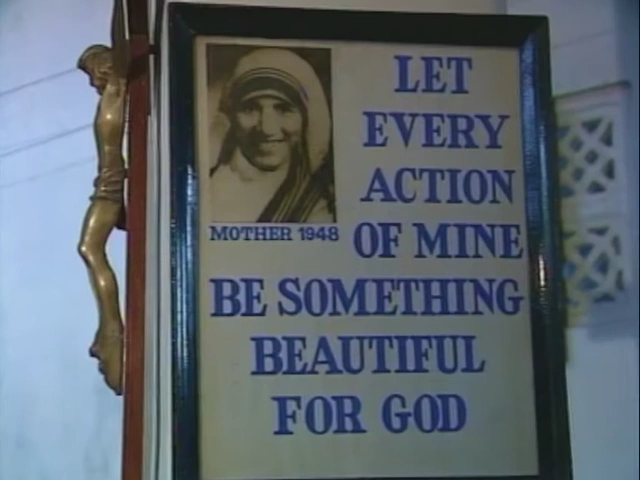 LET
EVERY
ACTION
MOTHER 1948
OF MINE
BE SOMETHING
BEAUTIFUL
FOR GOD